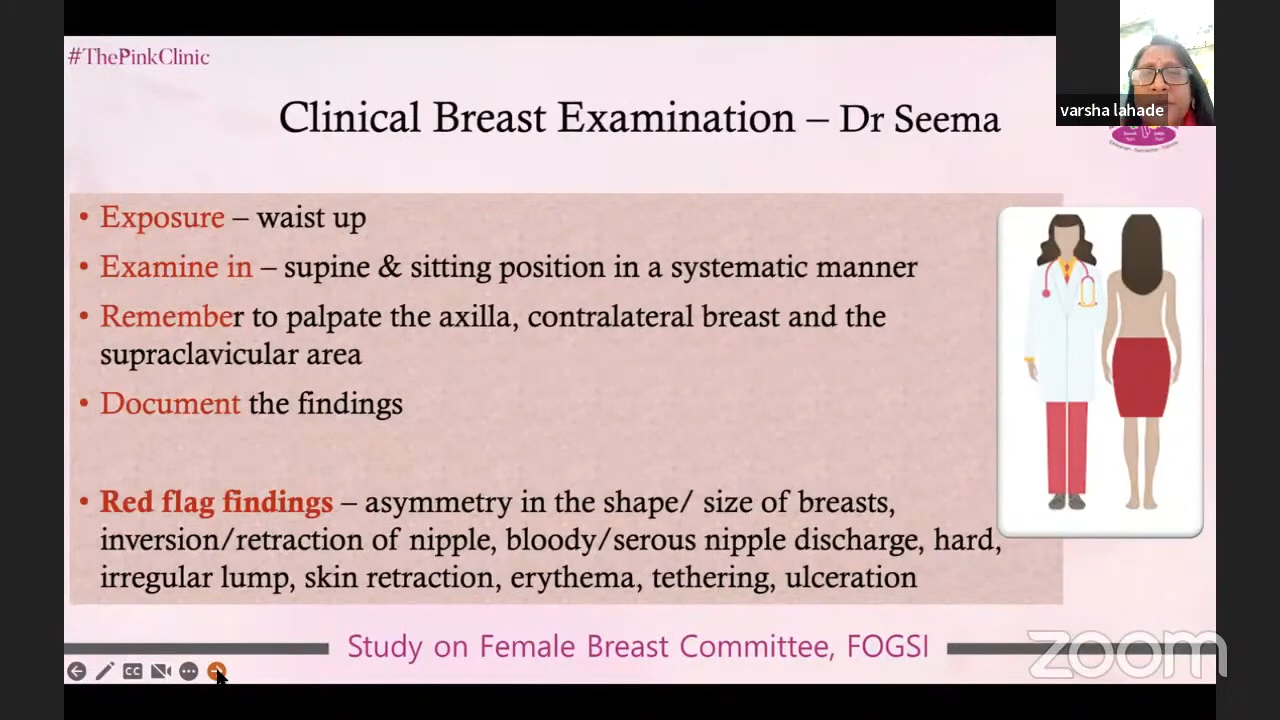 #ThePinkClinic
varsha lahade
Clinical Breast Examination – Dr Seema
• Exposure – waist up
• Examine in – supine & sitting position in a systematic manner
• Remember to palpate the axilla, contralateral breast and the
supraclavicular area
• Document the findings
• Red flag findings – asymmetry in the shape/ size of breasts,
inversion/retraction of nipple, bloody/serous nipple discharge, hard,
irregular lump, skin retraction, erythema, tethering, ulceration
Study on Female Breast Committee, FOGSI
CC
zoom